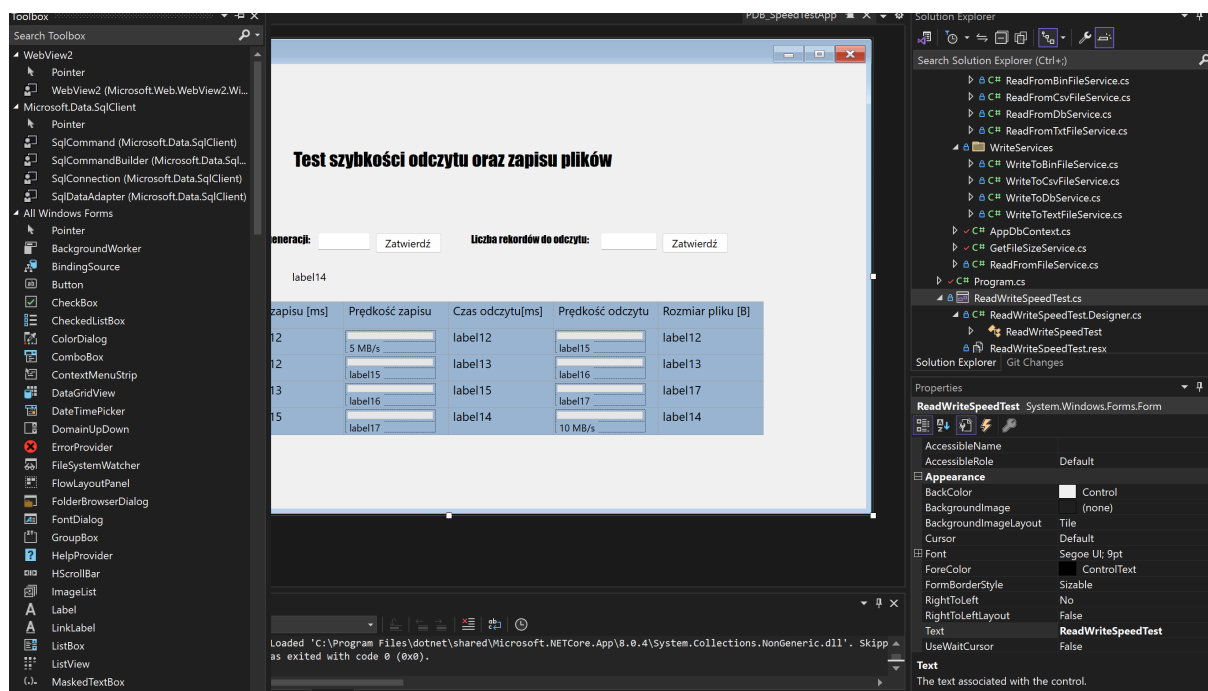 Toolbox
Search Toolbox
WebView2
Pointer
WebView2 (Microsoft.Web.WebView2.Wi...
Microsoft.Data.SqlClient
Pointer
SqlCommand (Microsoft.Data.SqlClient)
SqlCommandBuilder (Microsoft.Data.Sql...
SqlConnection (Microsoft.Data.SqlClient)
SqlDataAdapter (Microsoft.Data.SqlClient)
All Windows Forms
Pointer
BackgroundWorker
BindingSource
Button
CheckBox
CheckedListBox
ColorDialog
ComboBox
ContextMenuStrip
DataGridView
DateTimePicker
DomainUpDown
ErrorProvider
FileSystemWatcher
FlowLayoutPanel
FolderBrowserDialog
FontDialog
GroupBox
HelpProvider
HScrollBar
ImageList
Label
LinkLabel
ListBox
ListView
MaskedTextBox
PDB_SpeedTestApp
Test szybkości odczytu oraz zapisu plików
eneracji:
Zatwierdź
Liczba rekordów do odczytu:
Zatwierdź
label14
zapisu [ms] Prędkość zapisu Czas odczytu[ms] Prędkość odczytu Rozmiar pliku [B]
12 5 MB/s label12 label15 label12
12 label15 label13 label16 label13
13 label16 label15 label17 label17
15 label17 label14 10 MB/s label14
Loaded 'C:\Program Files\dotnet\shared\Microsoft.NETCore.App\8.0.4\System.Collections.NonGeneric.dll'. Skipp
as exited with code 0 (0x0).
Solution Explorer
Search Solution Explorer (Ctrl+;)
C# ReadFromBinFileService.cs
C# ReadFromCsvFileService.cs
C# ReadFromDbService.cs
C# ReadFromTxtFileService.cs
WriteServices
C# WriteToBinFileService.cs
C# WriteToCsvFileService.cs
C# WriteToDbService.cs
C# WriteToTextFileService.cs
C# AppDbContext.cs
C# GetFileSizeService.cs
C# ReadFromFileService.cs
C# Program.cs
ReadWriteSpeedTest.cs
C# ReadWriteSpeedTest.Designer.cs
ReadWriteSpeedTest
ReadWriteSpeedTest.resx
Solution Explorer Git Changes
Properties
ReadWriteSpeedTest System.Windows.Forms.Form
AccessibleName
AccessibleRole Default
Appearance
BackColor Control
BackgroundImage (none)
BackgroundImageLayout Tile
Cursor Default
Font Segoe UI; 9pt
ForeColor ControlText
FormBorderStyle Sizable
RightToLeft No
RightToLeftLayout False
Text ReadWriteSpeedTest
UseWaitCursor False
Text
The text associated with the control.